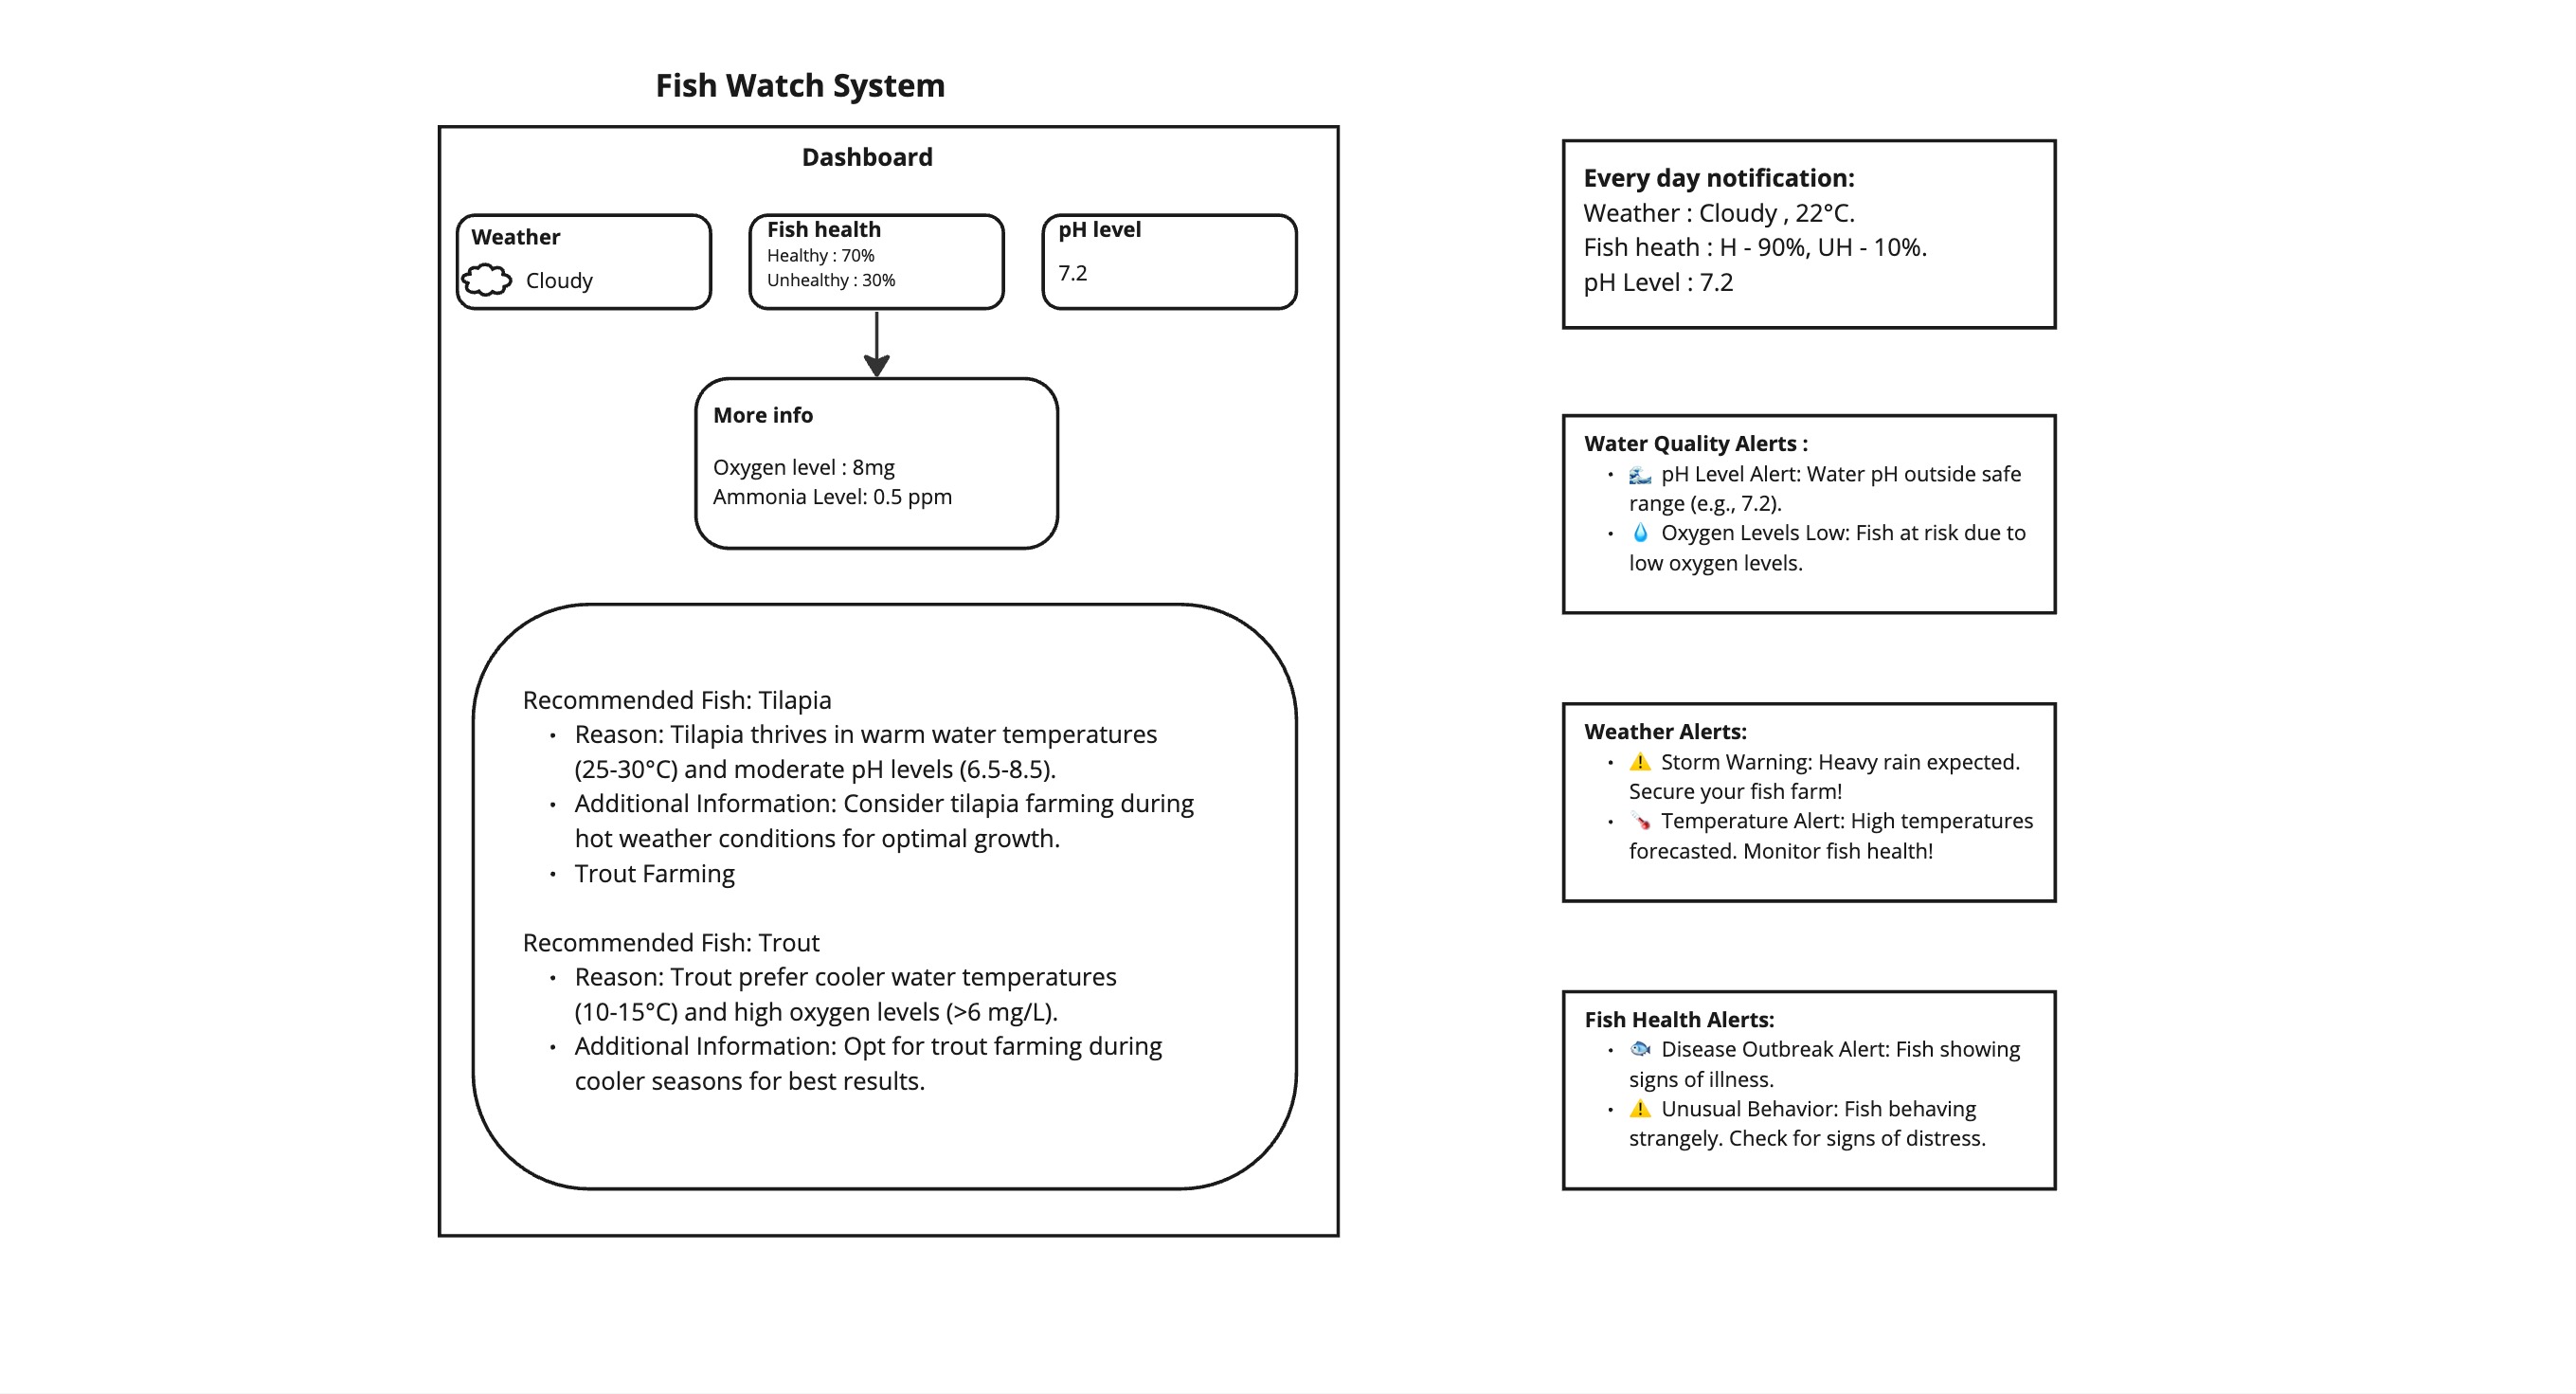 Fish Watch System
Dashboard
Weather
Cloudy
Fish health
Healthy : 70%
Unhealthy : 30%
pH level
7.2
More info
Oxygen level : 8mg
Ammonia Level: 0.5 ppm
Recommended Fish: Tilapia
• Reason: Tilapia thrives in warm water temperatures
(25-30°C) and moderate pH levels (6.5-8.5).
• Additional Information: Consider tilapia farming during
hot weather conditions for optimal growth.
• Trout Farming
Recommended Fish: Trout
• Reason: Trout prefer cooler water temperatures
(10-15°C) and high oxygen levels (>6 mg/L).
• Additional Information: Opt for trout farming during
cooler seasons for best results.
Every day notification:
Weather : Cloudy , 22°C.
Fish heath : H - 90%, UH - 10%.
pH Level : 7.2
Water Quality Alerts :
• 🌊 pH Level Alert: Water pH outside safe
range (e.g., 7.2).
• 💧 Oxygen Levels Low: Fish at risk due to
low oxygen levels.
Weather Alerts:
• ⚠️ Storm Warning: Heavy rain expected.
Secure your fish farm!
• 🌡️ Temperature Alert: High temperatures
forecasted. Monitor fish health!
Fish Health Alerts:
• 🐟 Disease Outbreak Alert: Fish showing
signs of illness.
• ⚠️ Unusual Behavior: Fish behaving
strangely. Check for signs of distress.